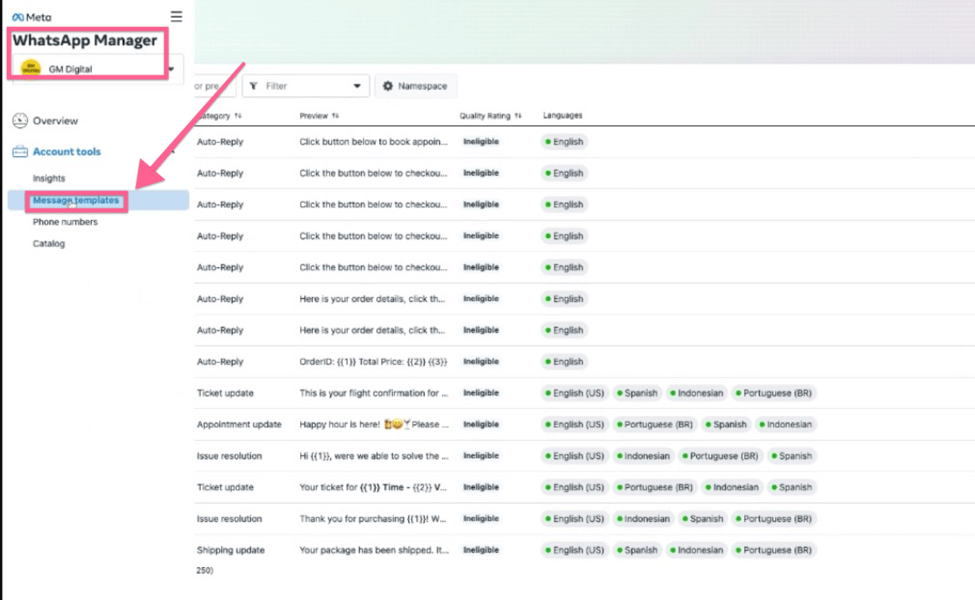 Meta
WhatsApp Manager
GM Digital
or pre
Filter
Namespace
Overview
Account tools
Insights
Message templates
Phone numbers
Catalog
ategory Preview Quality Rating Languages
Auto-Reply Click button below to book appoin... Ineligible English
Auto-Reply Click the button below to checkou... Ineligible English
Auto-Reply Click the button below to checkou... Ineligible English
Auto-Reply Click the button below to checkou... Ineligible English
Auto-Reply Click the button below to checkou... Ineligible English
Auto-Reply Here is your order details, click th... Ineligible English
Auto-Reply Here is your order details, click th... Ineligible English
Auto-Reply OrderID: {{1}} Total Price: {{2}} {{3}} Ineligible English
Ticket update This is your flight confirmation for ... Ineligible English (US) Spanish Indonesian Portuguese (BR)
Appointment update Happy hour is here! 🍺😀🍸Please ... Ineligible English (US) Portuguese (BR) Spanish Indonesian
Issue resolution Hi {{1}}, were we able to solve the ... Ineligible English (US) Indonesian Portuguese (BR) Spanish
Ticket update Your ticket for {{1}} Time - {{2}} V... Ineligible English (US) Portuguese (BR) Indonesian Spanish
Issue resolution Thank you for purchasing {{1}}! W... Ineligible English (US) Indonesian Spanish Portuguese (BR)
Shipping update Your package has been shipped. It... Ineligible English (US) Spanish Indonesian Portuguese (BR)
250)